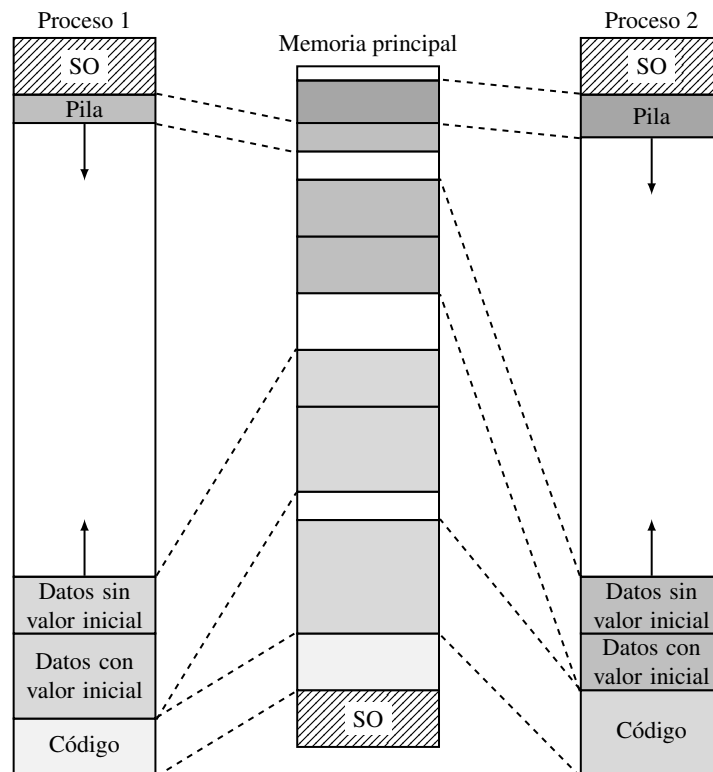 Proceso 1
SO
Pila
Datos sin
valor inicial
Datos con
valor inicial
Código
Memoria principal
SO
Proceso 2
SO
Pila
Datos sin
valor inicial
Datos con
valor inicial
Código